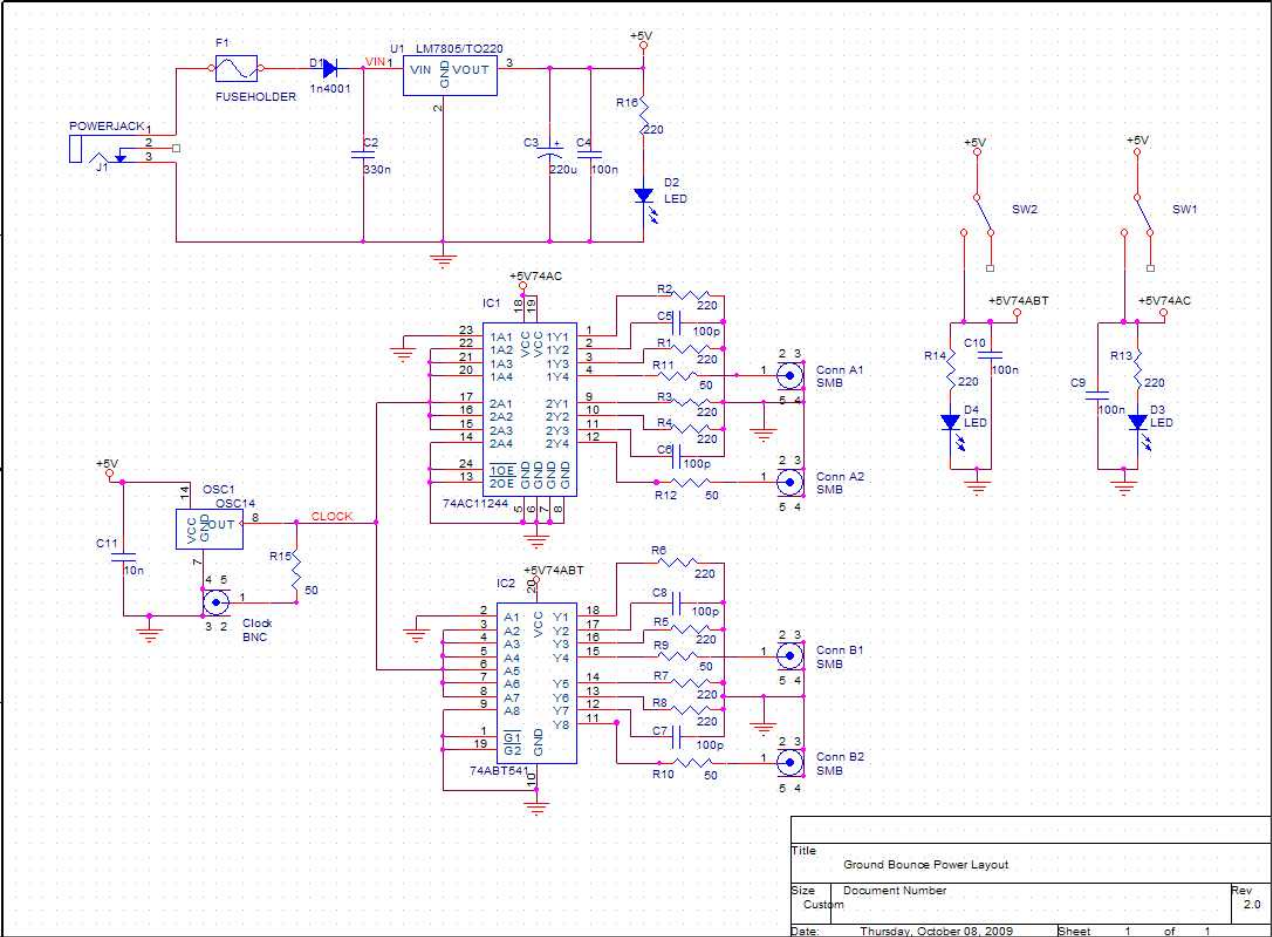 F1
FUSEHOLDER
D1
1n4001
VIN
1
U1 LM7805/TO220
VIN GND VOUT
2
3
+5V
POWERJACK
1
2
3
J1
C2
330n
C3
+
220u
C4
100n
R16
220
D2
LED
+5V
SW2
+5V
SW1
+5V74ABT
C10
100n
R14
220
D4
LED
+5V74AC
C9
100n
R13
220
D3
LED
+5V74AC
IC1
18
19
VCC
VCC
23 1A1 1Y1 1
22 1A2 1Y2 2
21 1A3 1Y3 3
20 1A4 1Y4 4
17 2A1 2Y1 9
16 2A2 2Y2 10
15 2A3 2Y3 11
14 2A4 2Y4 12
24 1OE
13 2OE
GND GND GND GND
5 6 7 8
74AC11244
R2
220
C5
100p
R1
220
R11
50
R3
220
R4
220
C6
100p
R12
50
2 3
1
5 4
Conn A1
SMB
2 3
1
5 4
Conn A2
SMB
+5V
C11
10n
14
OSC1
OSC14
VCC
GND
OUT
8
7
CLOCK
R15
50
4 5
1
3 2
Clock
BNC
+5V74ABT
IC2
20
VCC
2 A1 Y1 18
3 A2 Y2 17
4 A3 Y3 16
5 A4 Y4 15
6 A5 Y5 14
7 A6 Y6 13
8 A7 Y7 12
9 A8 Y8 11
1 G1
19 G2
GND
10
74ABT541
R6
220
C8
100p
R5
220
R9
50
R7
220
R8
220
C7
100p
R10
50
2 3
1
5 4
Conn B1
SMB
2 3
1
5 4
Conn B2
SMB
Title
Ground Bounce Power Layout
Size
Custom
Document Number
Rev
2.0
Date: Thursday, October 08, 2009
Sheet 1 of 1